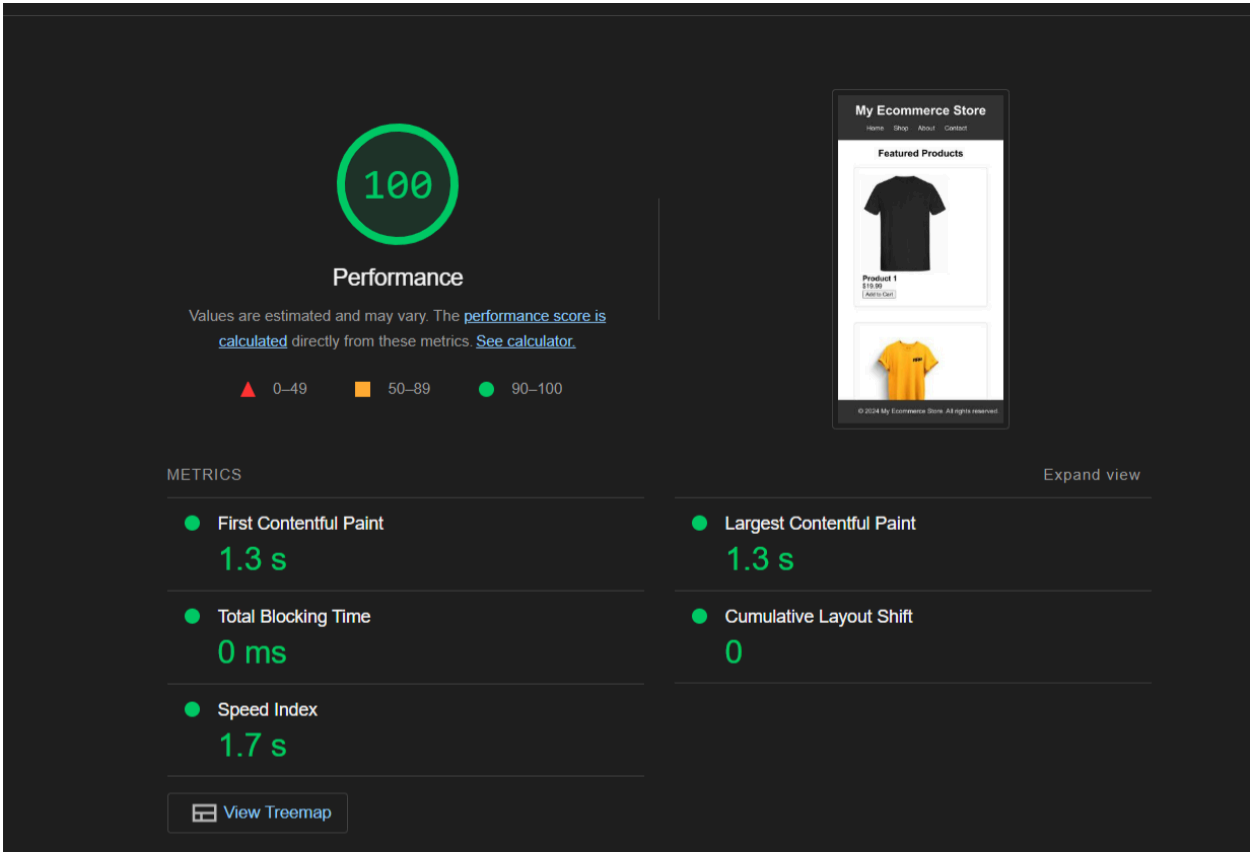 100
Performance
Values are estimated and may vary. The performance score is
calculated directly from these metrics. See calculator.
0–49
50–89
90–100
My Ecommerce Store
Home Shop About Contact
Featured Products
Product 1
$19.99
Add to Cart
© 2024 My Ecommerce Store. All rights reserved.
METRICS
Expand view
First Contentful Paint
1.3 s
Largest Contentful Paint
1.3 s
Total Blocking Time
0 ms
Cumulative Layout Shift
0
Speed Index
1.7 s
View Treemap